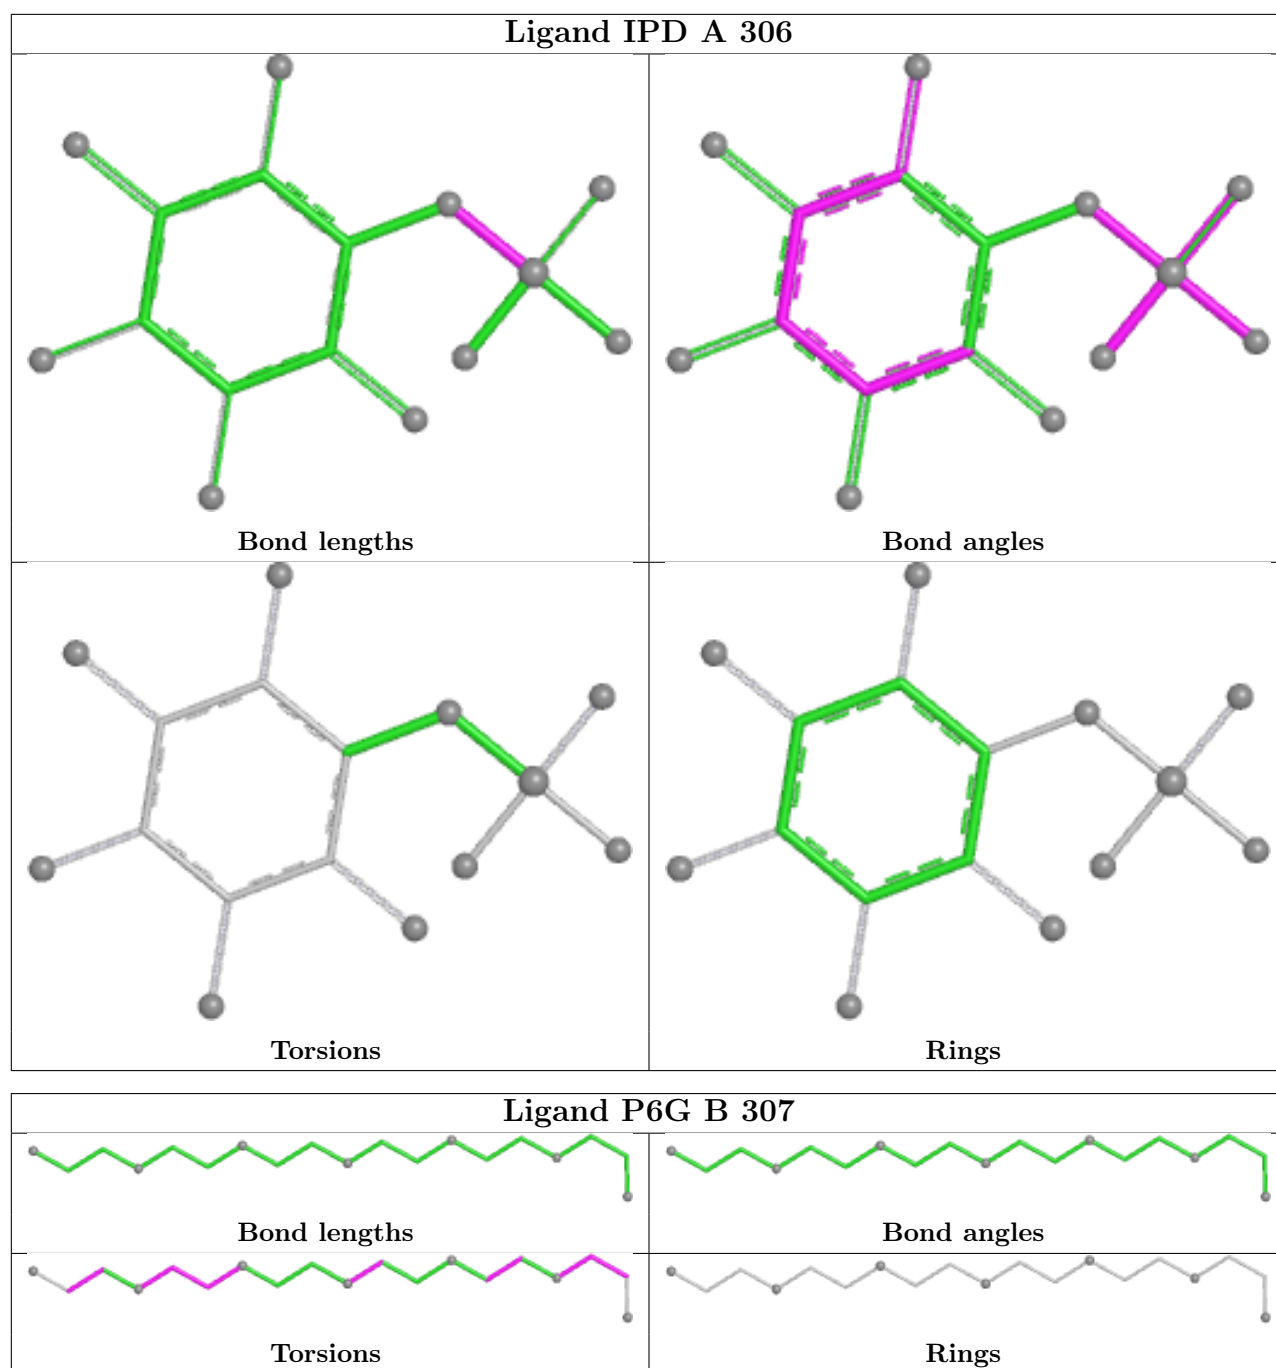 Ligand IPD A 306
Bond lengths
Bond angles
Torsions
Rings
Ligand P6G B 307
Bond lengths
Bond angles
Torsions
Rings